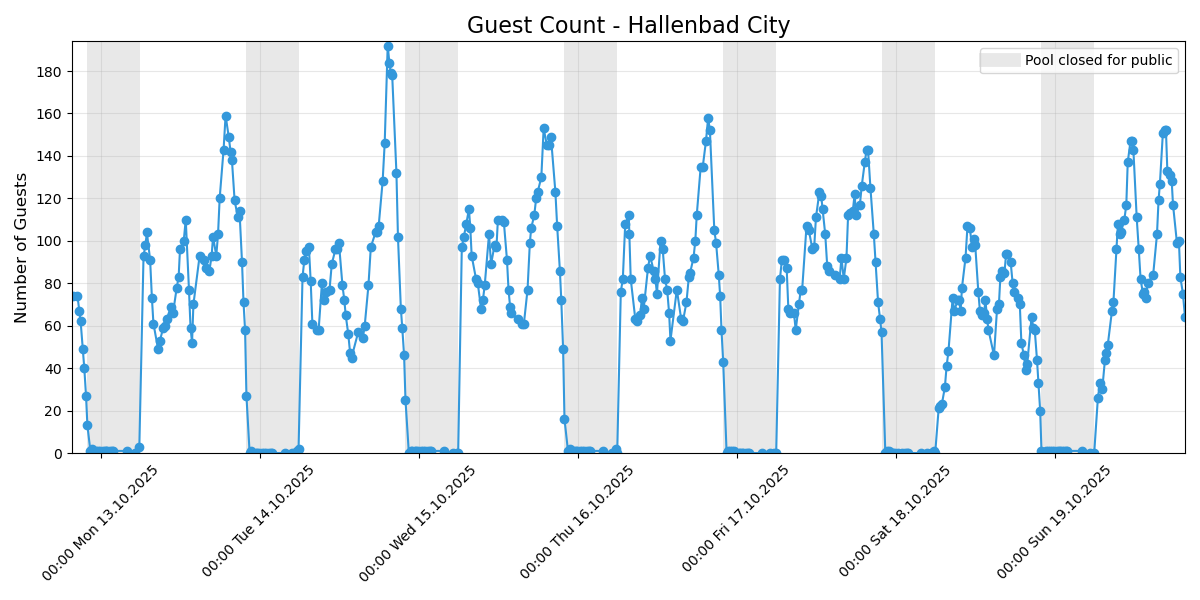 Guest Count - Hallenbad City
Pool closed for public
Number of Guests
180
160
140
120
100
80
60
40
20
0
00:00 Mon 13.10.2025
00:00 Tue 14.10.2025
00:00 Wed 15.10.2025
00:00 Thu 16.10.2025
00:00 Fri 17.10.2025
00:00 Sat 18.10.2025
00:00 Sun 19.10.2025